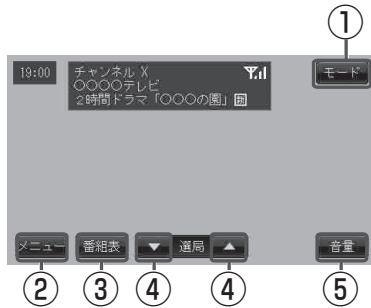 ①
19:00 チャンネル X
モード
○○○○テレビ
2時間ドラマ「○○○の園」
メニュー 番組表 ▼ 選局 ▲ 音量
② ③ ④ ④ ⑤